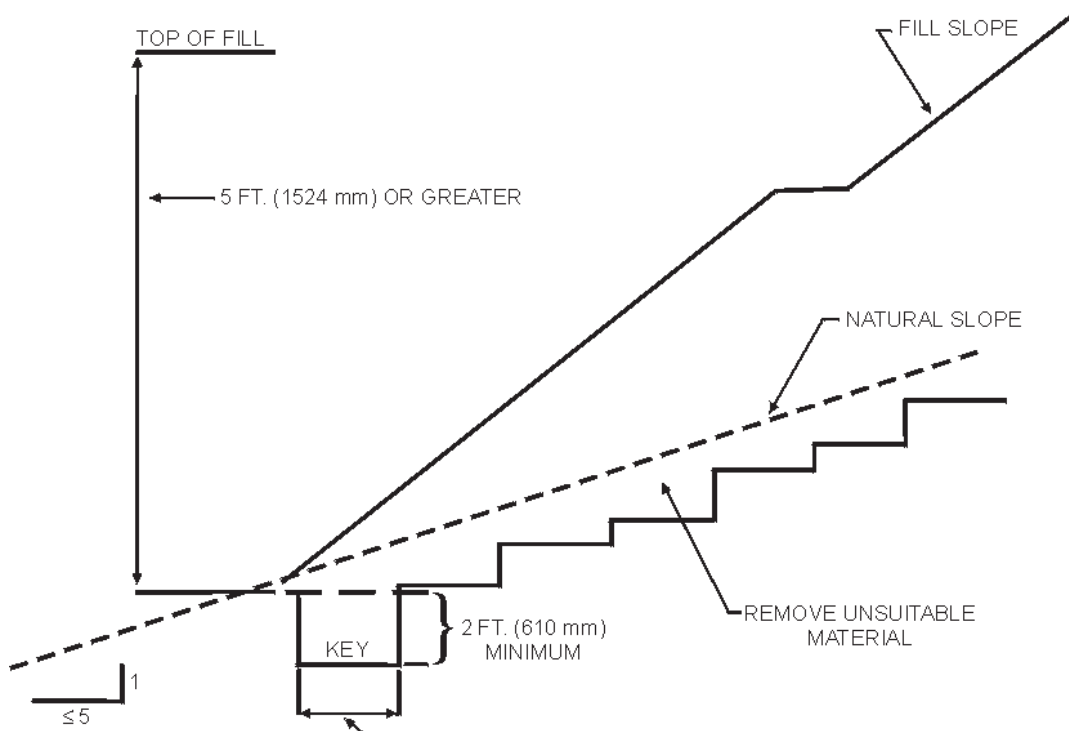 TOP OF FILL
FILL SLOPE
5 FT. (1524 mm) OR GREATER
NATURAL SLOPE
REMOVE UNSUITABLE
MATERIAL
2 FT. (610 mm)
MINIMUM
KEY
1
≤ 5